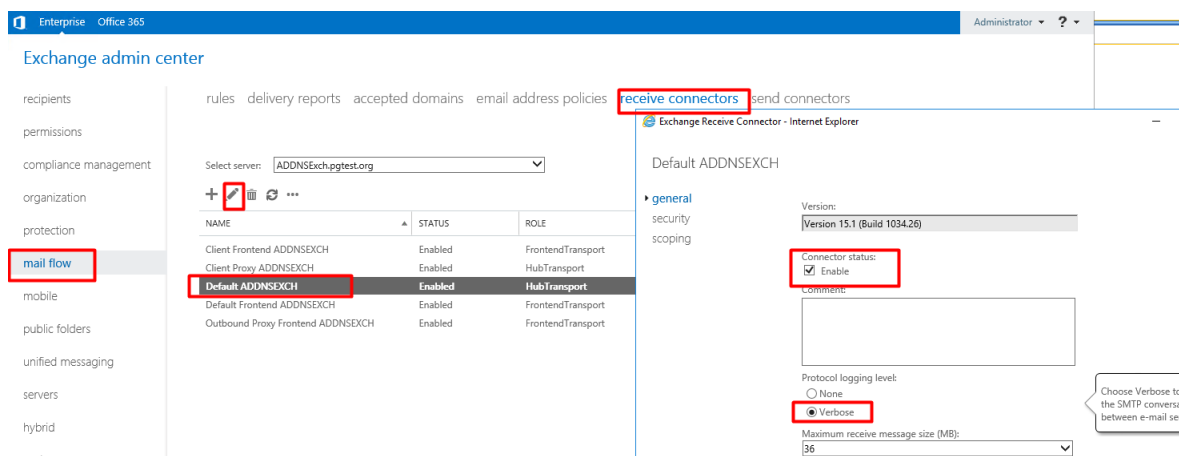 Enterprise Office 365
Administrator ?
Exchange admin center
recipients
permissions
compliance management
organization
protection
mail flow
mobile
public folders
unified messaging
servers
hybrid
rules delivery reports accepted domains email address policies receive connectors send connectors
Select server: ADDNSExch.pgtest.org
NAME STATUS ROLE
Client Frontend ADDNSEXCH Enabled FrontendTransport
Client Proxy ADDNSEXCH Enabled HubTransport
Default ADDNSEXCH Enabled HubTransport
Default Frontend ADDNSEXCH Enabled FrontendTransport
Outbound Proxy Frontend ADDNSEXCH Enabled FrontendTransport
Exchange Receive Connector - Internet Explorer
Default ADDNSEXCH
general
security
scoping
Version:
Version 15.1 (Build 1034.26)
Connector status:
Enable
Comment:
Protocol logging level:
None
Verbose
Maximum receive message size (MB):
36
Choose Verbose to
the SMTP conversa
between e-mail se